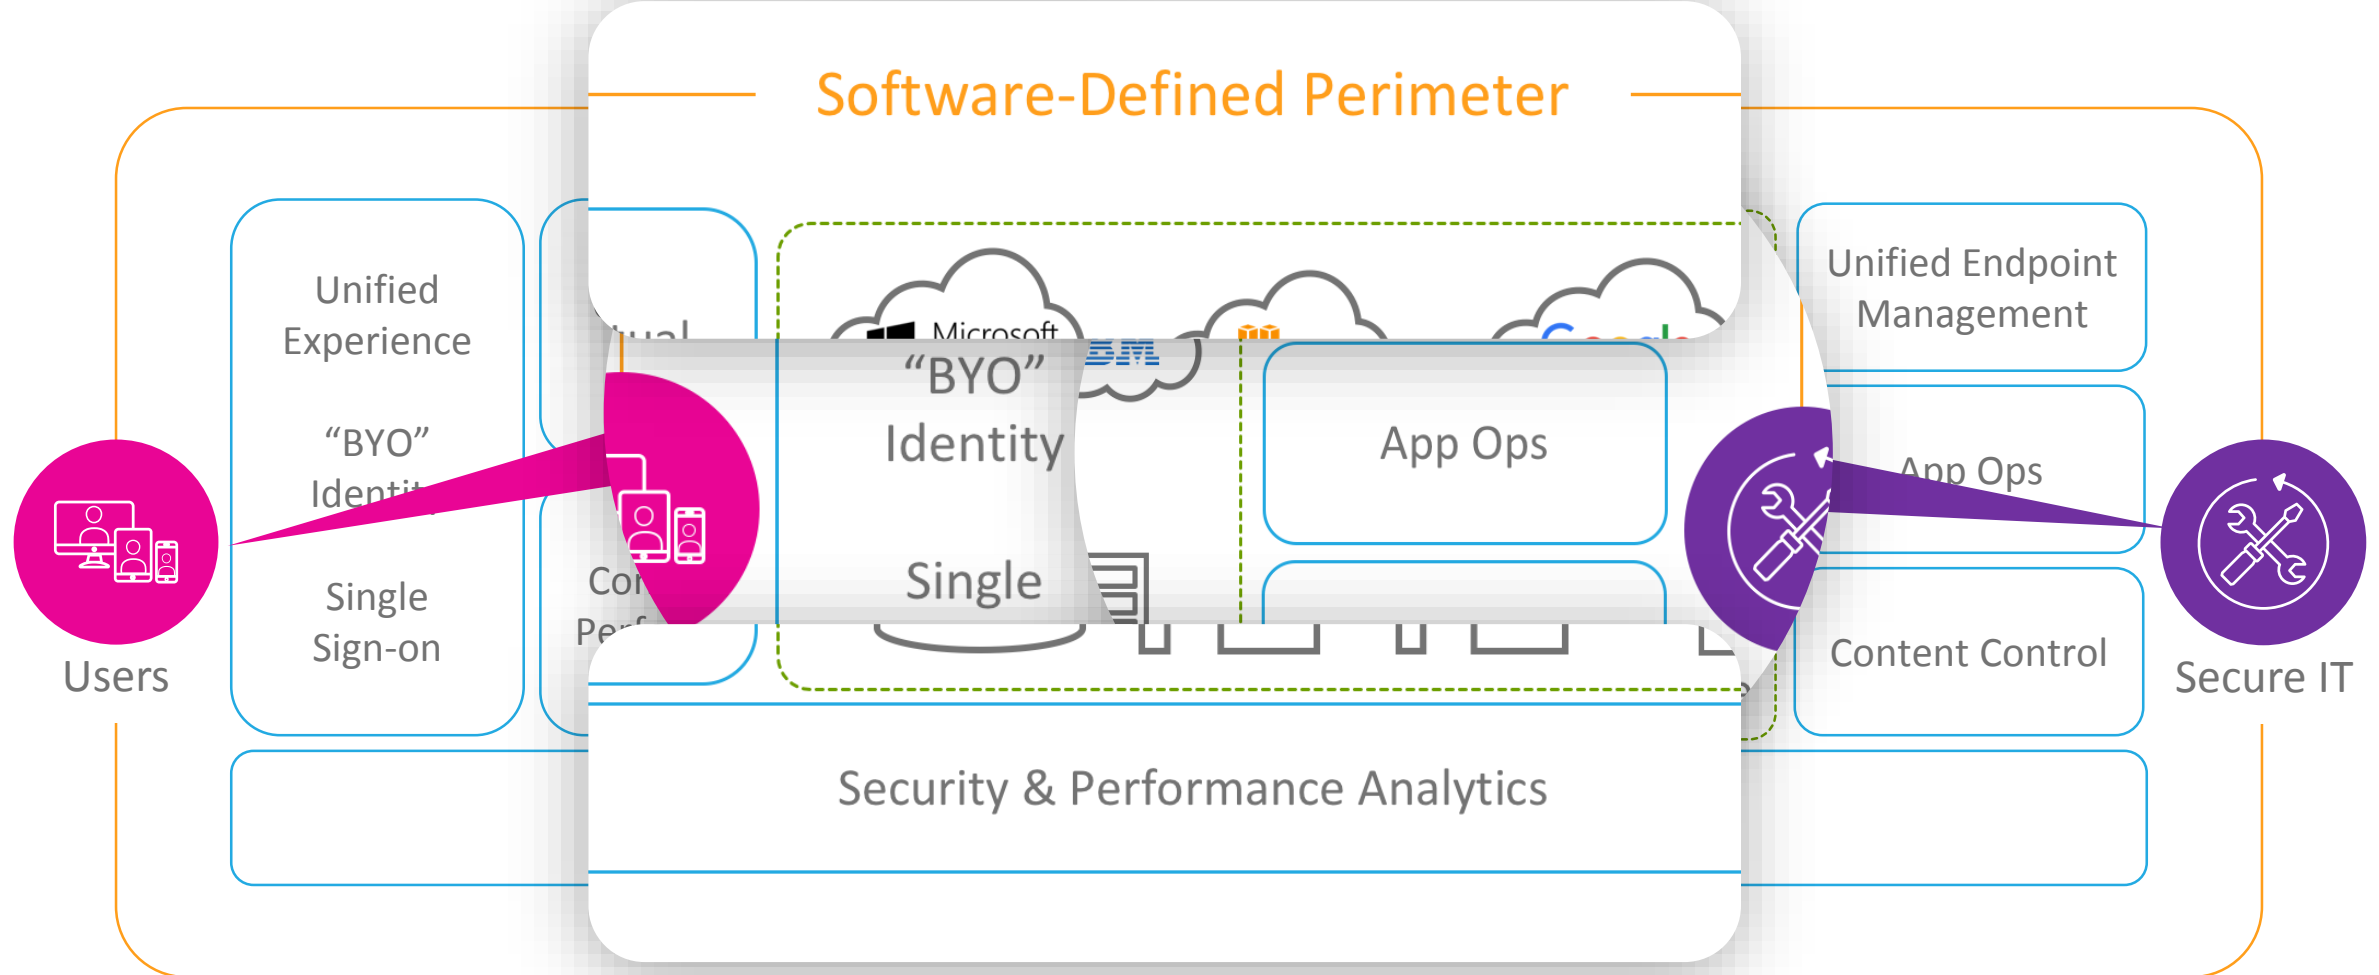 Software-Defined Perimeter
Unified
Experience
“BYO”
Single
Sign-on
Users
Microsoft
IBM
“BYO”
Identity
Single
App Ops
Unified Endpoint
Management
App Ops
Content Control
Secure IT
Security & Performance Analytics